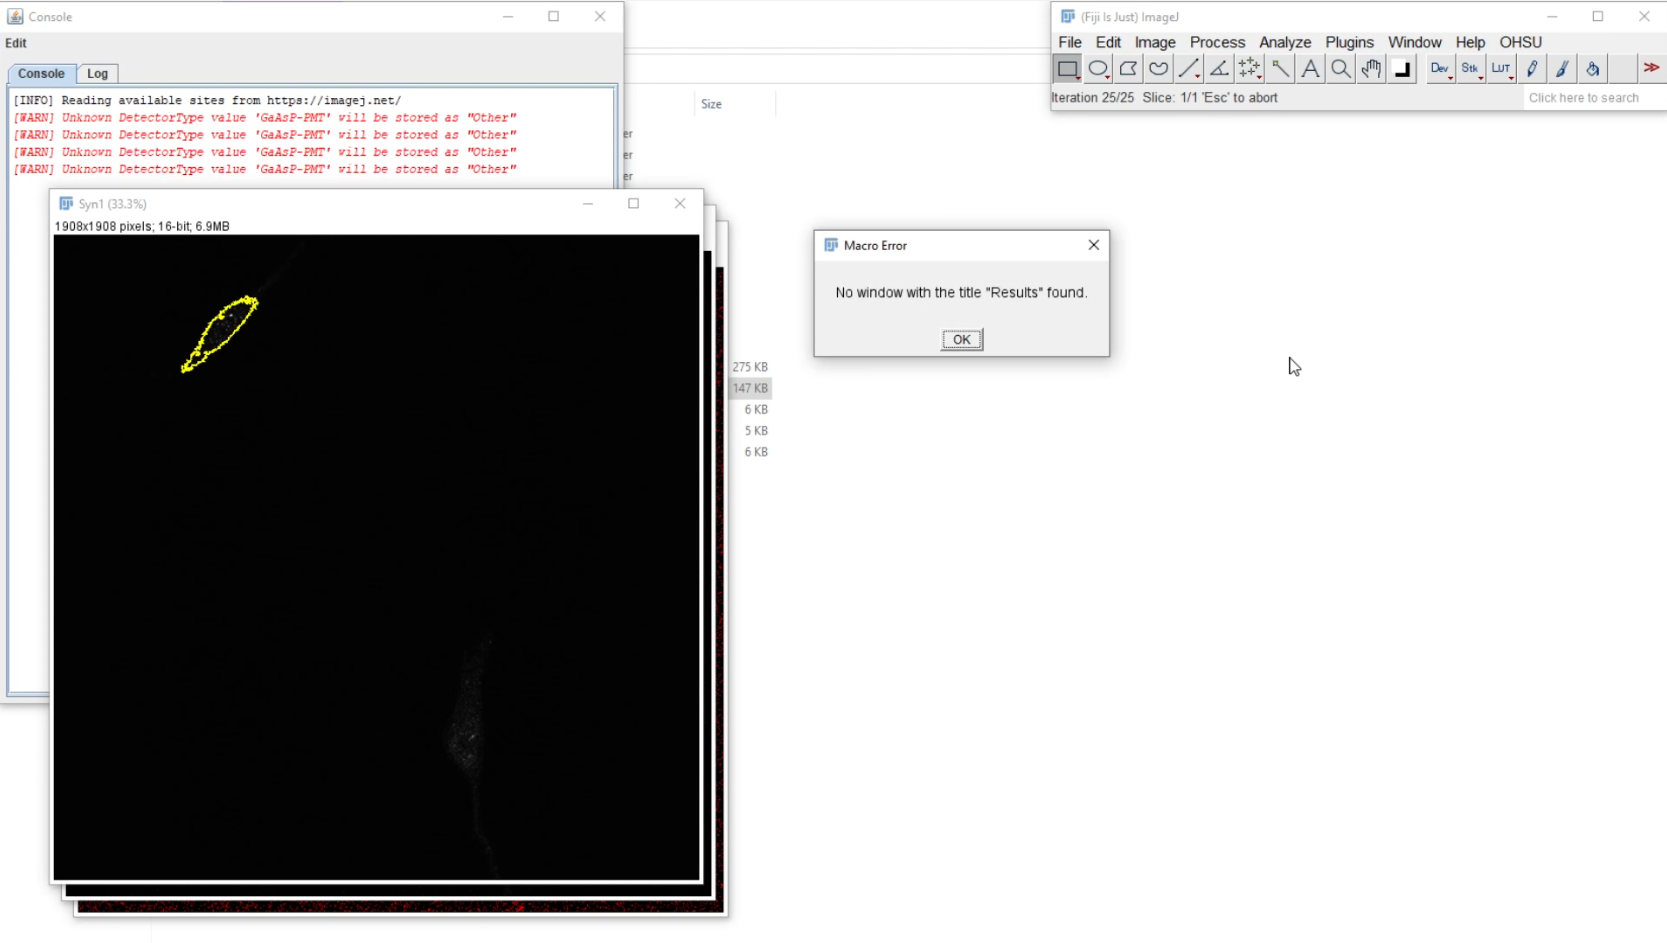 Console
Edit
Console Log
[INFO] Reading available sites from https://imagej.net/
[WARN] Unknown DetectorType value 'GaAsP-PMT' will be stored as "Other"
[WARN] Unknown DetectorType value 'GaAsP-PMT' will be stored as "Other"
[WARN] Unknown DetectorType value 'GaAsP-PMT' will be stored as "Other"
[WARN] Unknown DetectorType value 'GaAsP-PMT' will be stored as "Other"
Syn1 (33.3%)
1908x1908 pixels; 16-bit; 6.9MB
Size
er
er
er
275 KB
147 KB
6 KB
5 KB
6 KB
Macro Error
No window with the title "Results" found.
OK
(Fiji Is Just) ImageJ
File Edit Image Process Analyze Plugins Window Help OHSU
A Dev Stk LUT
Iteration 25/25 Slice: 1/1 'Esc' to abort
Click here to search